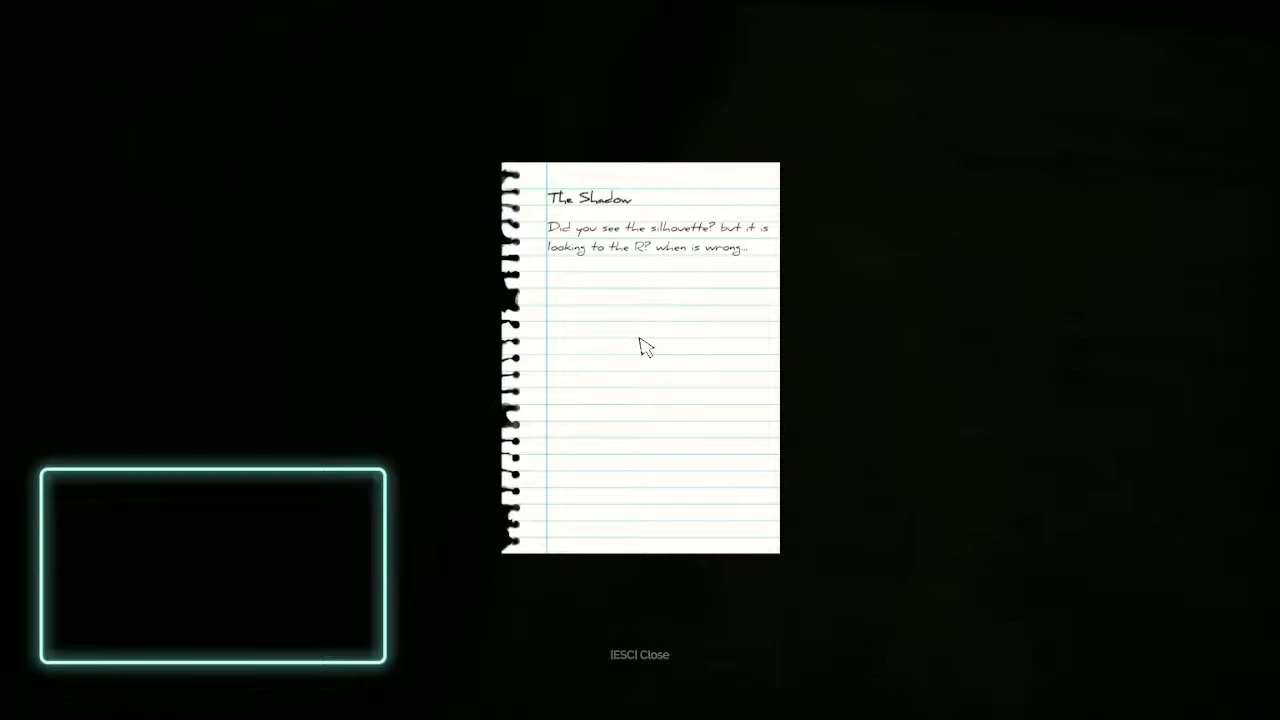 The Shadow
Did you see the silhouette? but it is
looking to the R? when is wrong...
[ESC] Close